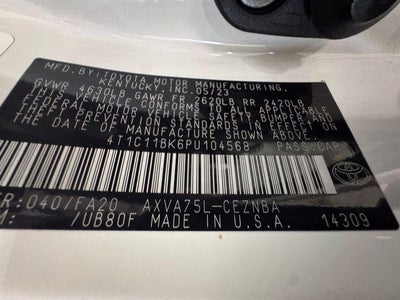 MFD. BY: TOYOTA MOTOR MANUFACTURING,
KENTUCKY, INC. 05/23
GVWR 4630LB GAWR FR 2620LB RR 2620LB
THIS VEHICLE CONFORMS TO ALL APPLICABLE
FEDERAL MOTOR VEHICLE SAFETY, BUMPER, AND
THEFT PREVENTION STANDARDS IN EFFECT ON
THE DATE OF MANUFACTURE SHOWN ABOVE.
4T1C11BK6PU104568 PASS.CAR
R:040/FA20 AXVA75L-CEZNBA
M: /UB80F MADE IN U.S.A. 14309
TOYOTA